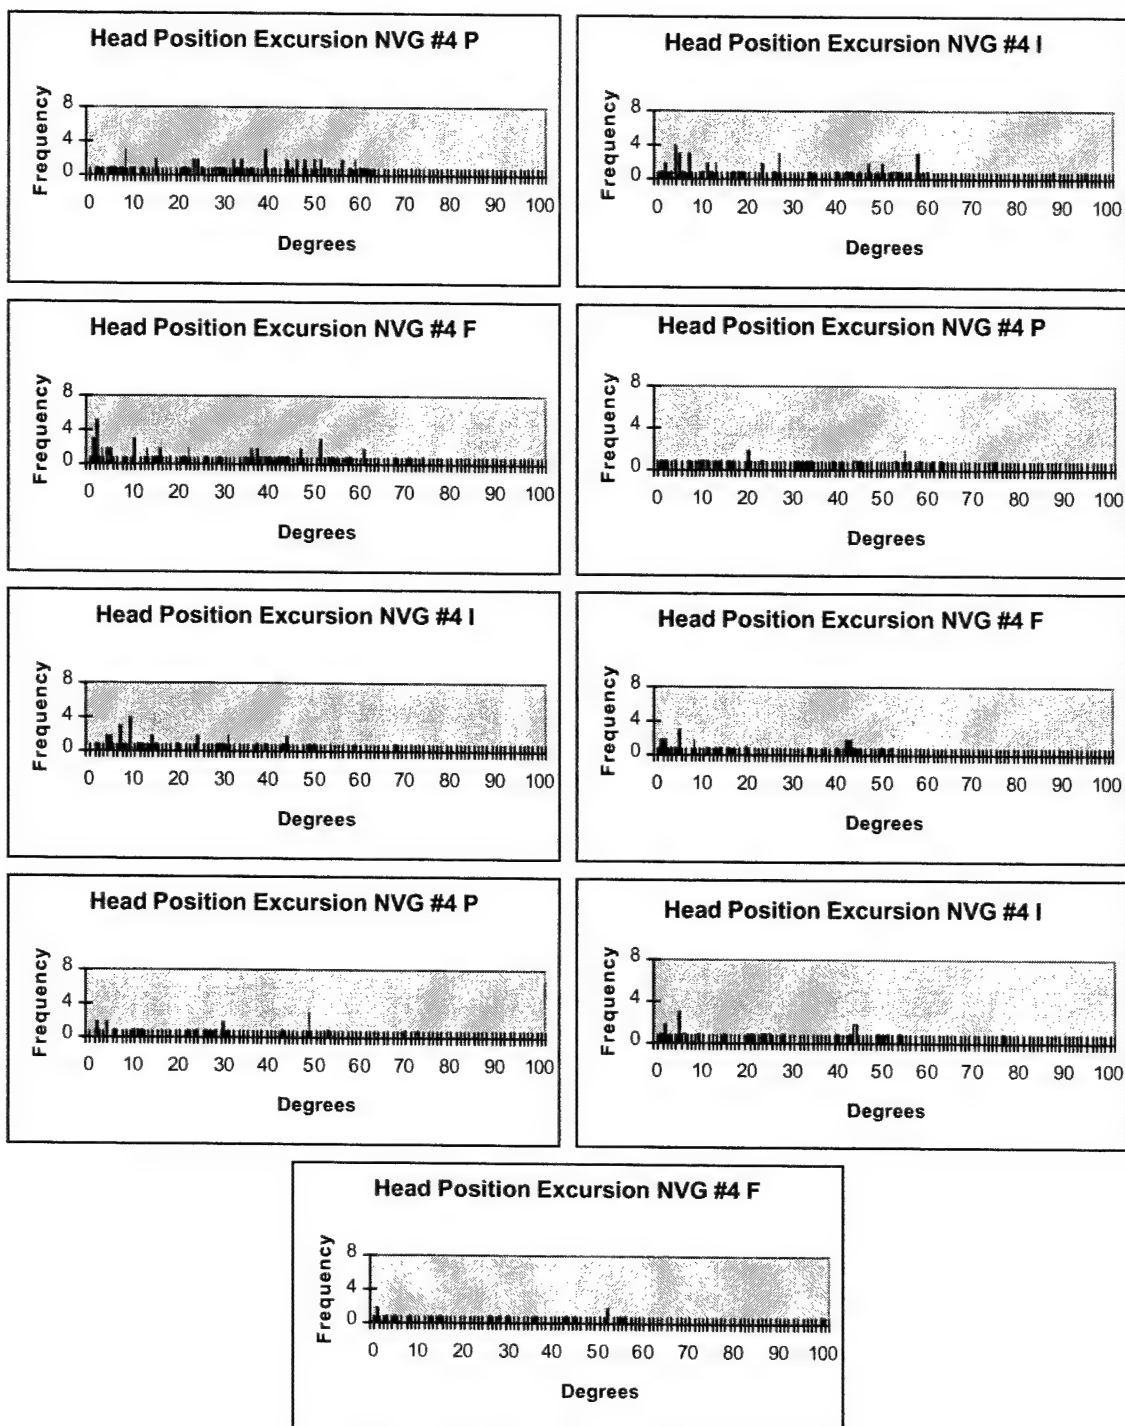 Head Position Excursion NVG #4 P
Frequency
8
4
0
0 10 20 30 40 50 60 70 80 90 100
Degrees
Head Position Excursion NVG #4 I
Frequency
8
4
0
0 10 20 30 40 50 60 70 80 90 100
Degrees
Head Position Excursion NVG #4 F
Frequency
8
4
0
0 10 20 30 40 50 60 70 80 90 100
Degrees
Head Position Excursion NVG #4 P
Frequency
8
4
0
0 10 20 30 40 50 60 70 80 90 100
Degrees
Head Position Excursion NVG #4 I
Frequency
8
4
0
0 10 20 30 40 50 60 70 80 90 100
Degrees
Head Position Excursion NVG #4 F
Frequency
8
4
0
0 10 20 30 40 50 60 70 80 90 100
Degrees
Head Position Excursion NVG #4 P
Frequency
8
4
0
0 10 20 30 40 50 60 70 80 90 100
Degrees
Head Position Excursion NVG #4 I
Frequency
8
4
0
0 10 20 30 40 50 60 70 80 90 100
Degrees
Head Position Excursion NVG #4 F
Frequency
8
4
0
0 10 20 30 40 50 60 70 80 90 100
Degrees